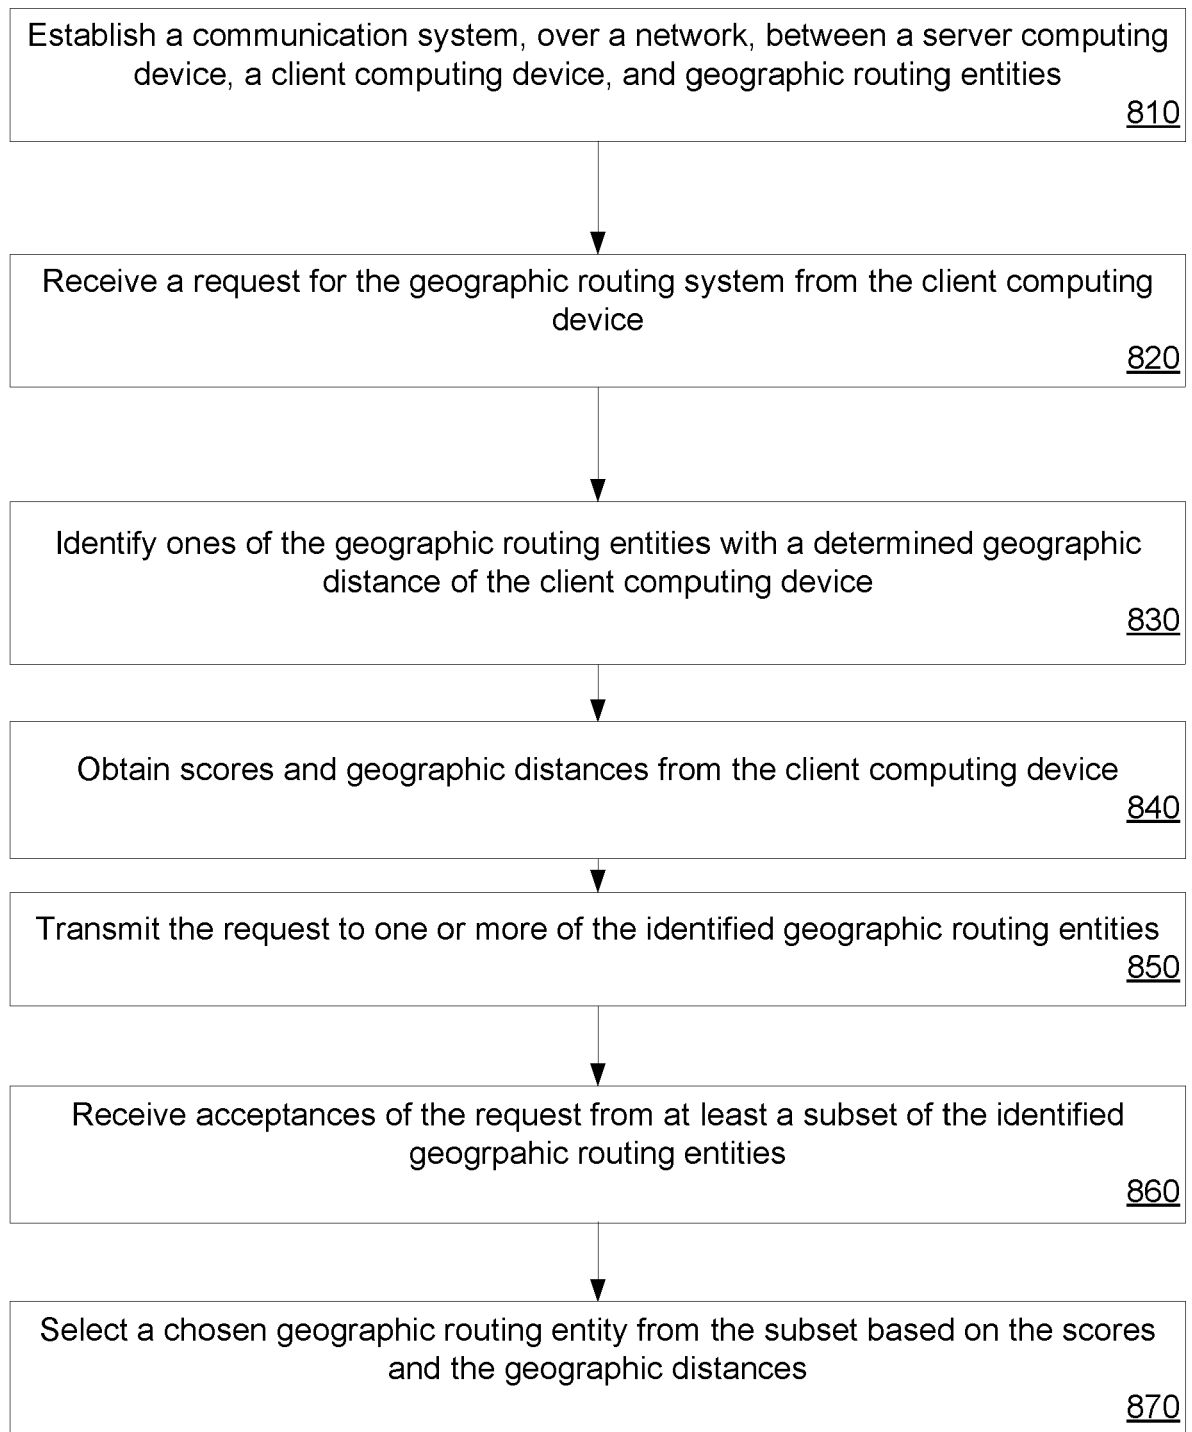 Establish a communication system, over a network, between a server computing
device, a client computing device, and geographic routing entities
810
Receive a request for the geographic routing system from the client computing
device
820
Identify ones of the geographic routing entities with a determined geographic
distance of the client computing device
830
Obtain scores and geographic distances from the client computing device
840
Transmit the request to one or more of the identified geographic routing entities
850
Receive acceptances of the request from at least a subset of the identified
geogrpahic routing entities
860
Select a chosen geographic routing entity from the subset based on the scores
and the geographic distances
870